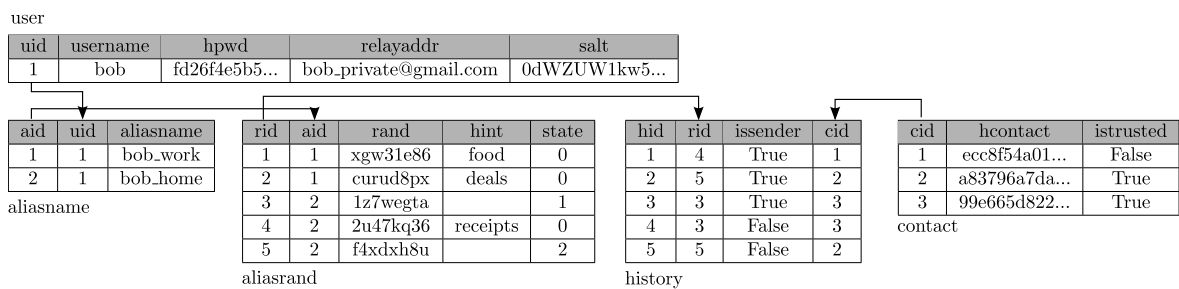 user
uid username hpwd relayaddr salt
1 bob fd26f4e5b5... bob_private@gmail.com 0dWZUW1kw5...
aid uid aliasname
1 1 bob_work
2 1 bob_home
aliasname
rid aid rand hint state
1 1 xgw31e86 food 0
2 1 curud8px deals 0
3 2 1z7wegta 1
4 2 2u47kq36 receipts 0
5 2 f4xdxh8u 2
aliasrand
hid rid issender cid
1 4 True 1
2 5 True 2
3 3 True 3
4 3 False 3
5 5 False 2
history
cid hcontact istrusted
1 ecc8f54a01... False
2 a83796a7da... True
3 99e665d822... True
contact